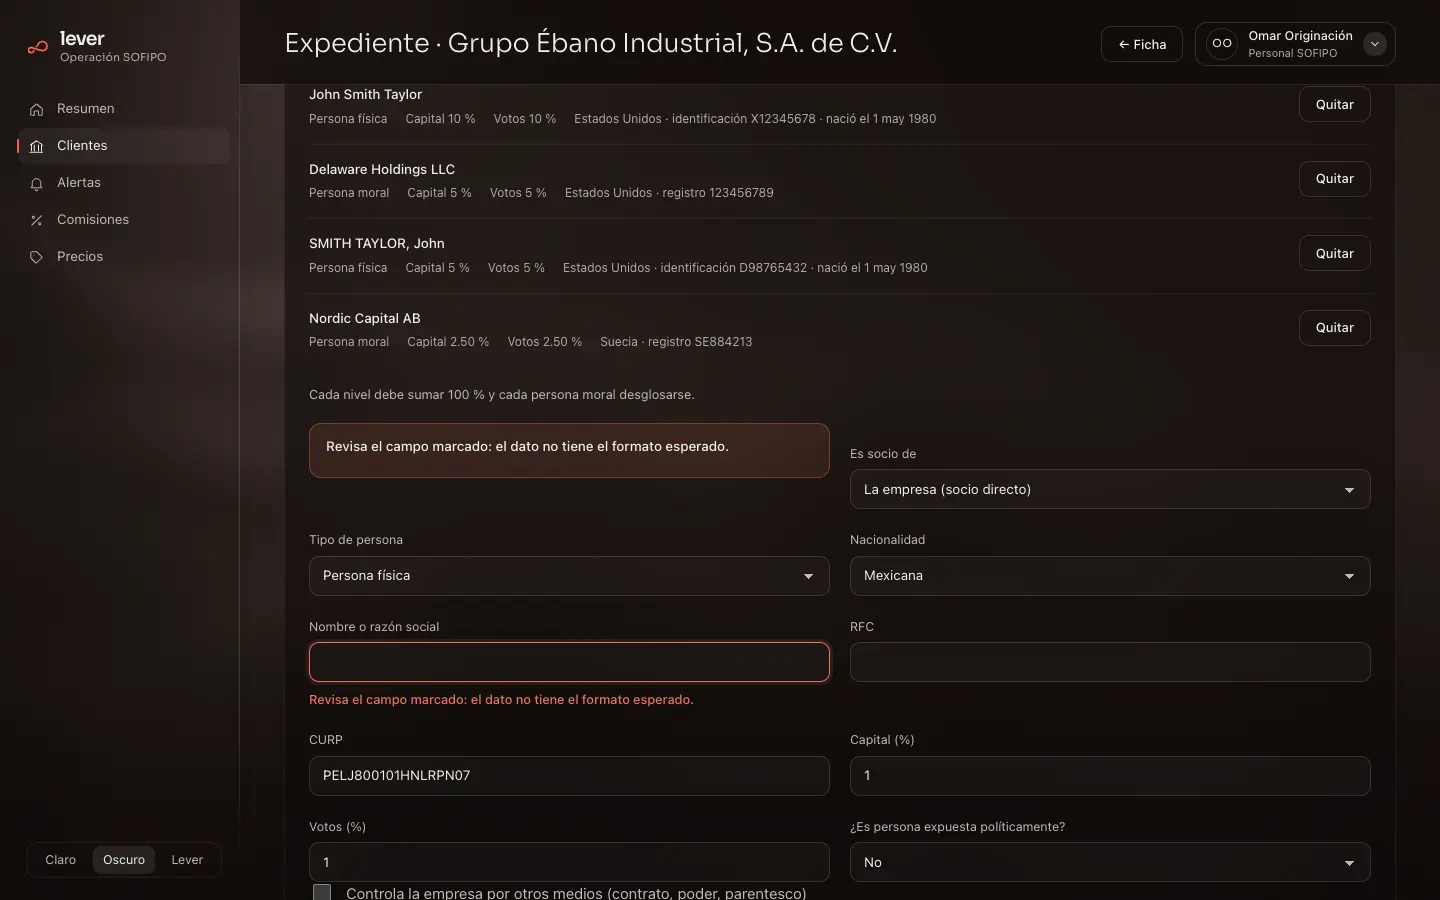 lever
Operación SOFIPO
Resumen
Clientes
Alertas
Comisiones
Precios
Claro
Oscuro
Lever
Expediente · Grupo Ébano Industrial, S.A. de C.V.
← Ficha
OO
Omar Originación
Personal SOFIPO
John Smith Taylor
Persona física Capital 10 % Votos 10 % Estados Unidos · identificación X12345678 · nació el 1 may 1980
Quitar
Delaware Holdings LLC
Persona moral Capital 5 % Votos 5 % Estados Unidos · registro 123456789
Quitar
SMITH TAYLOR, John
Persona física Capital 5 % Votos 5 % Estados Unidos · identificación D98765432 · nació el 1 may 1980
Quitar
Nordic Capital AB
Persona moral Capital 2.50 % Votos 2.50 % Suecia · registro SE884213
Quitar
Cada nivel debe sumar 100 % y cada persona moral desglosarse.
Revisa el campo marcado: el dato no tiene el formato esperado.
Es socio de
La empresa (socio directo)
Tipo de persona
Persona física
Nacionalidad
Mexicana
Nombre o razón social
RFC
Revisa el campo marcado: el dato no tiene el formato esperado.
CURP
PELJ800101HNLRPN07
Capital (%)
1
Votos (%)
1
¿Es persona expuesta políticamente?
No
Controla la empresa por otros medios (contrato, poder, parentesco)